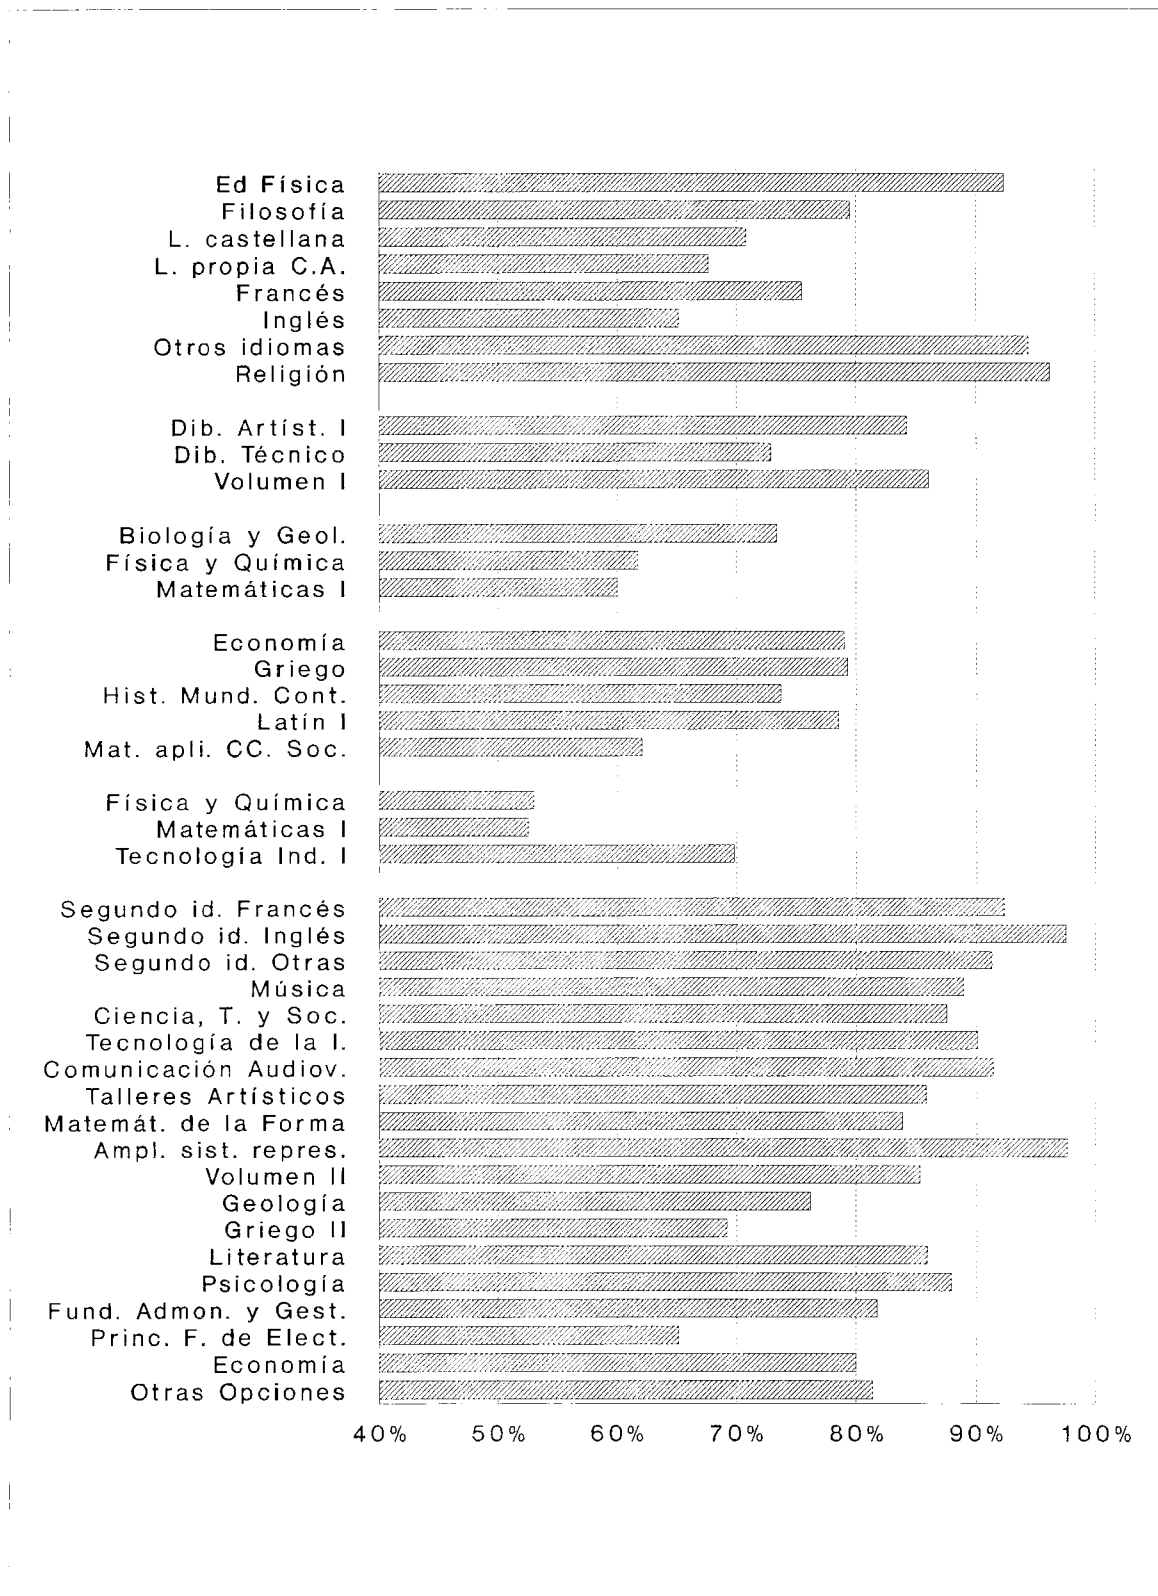 Ed Física
Filosofía
L. castellana
L. propia C.A.
Francés
Inglés
Otros idiomas
Religión
Dib. Artíst. I
Dib. Técnico
Volumen I
Biología y Geol.
Física y Química
Matemáticas I
Economía
Griego
Hist. Mund. Cont.
Latín I
Mat. apli. CC. Soc.
Física y Química
Matemáticas I
Tecnología Ind. I
Segundo id. Francés
Segundo id. Inglés
Segundo id. Otras
Música
Ciencia, T. y Soc.
Tecnología de la I.
Comunicación Audiov.
Talleres Artísticos
Matemát. de la Forma
Ampl. sist. repres.
Volumen II
Geología
Griego II
Literatura
Psicología
Fund. Admon. y Gest.
Princ. F. de Elect.
Economía
Otras Opciones
40% 50% 60% 70% 80% 90% 100%